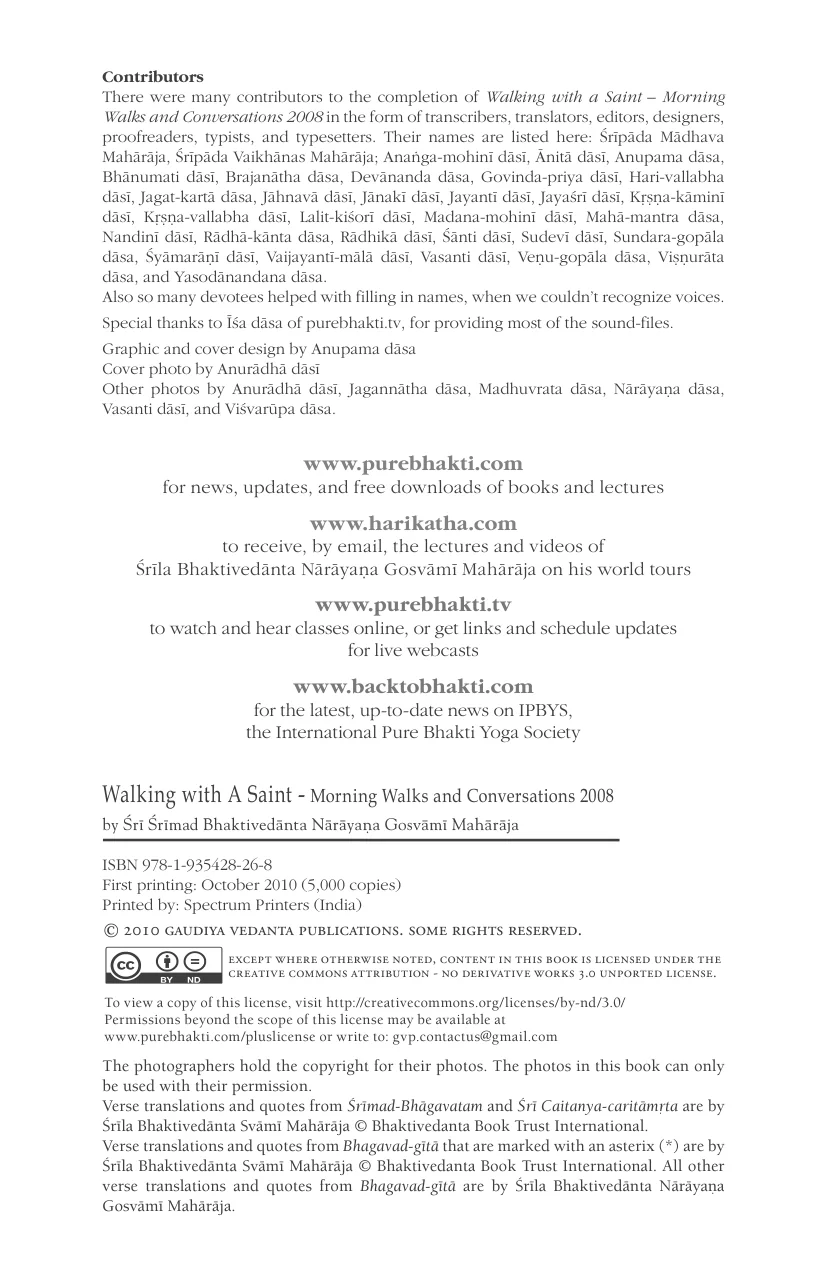 Contributors
There were many contributors to the completion of Walking with a Saint – Morning
Walks and Conversations 2008 in the form of transcribers, translators, editors, designers,
proofreaders, typists, and typesetters. Their names are listed here: Śrīpāda Mādhava
Mahārāja, Śrīpāda Vaikhānas Mahārāja; Anaṅga-mohinī dāsī, Ānitā dāsī, Anupama dāsa,
Bhānumati dāsī, Brajanātha dāsa, Devānanda dāsa, Govinda-priya dāsī, Hari-vallabha
dāsī, Jagat-kartā dāsa, Jāhnavā dāsī, Jānakī dāsī, Jayantī dāsī, Jayaśrī dāsī, Kṛṣṇa-kāminī
dāsī, Kṛṣṇa-vallabha dāsī, Lalit-kiśorī dāsī, Madana-mohinī dāsī, Mahā-mantra dāsa,
Nandinī dāsī, Rādhā-kānta dāsa, Rādhikā dāsī, Śānti dāsī, Sudevī dāsī, Sundara-gopāla
dāsa, Śyāmarāṇī dāsī, Vaijayantī-mālā dāsī, Vasanti dāsī, Veṇu-gopāla dāsa, Viṣṇurāta
dāsa, and Yasodānandana dāsa.
Also so many devotees helped with filling in names, when we couldn't recognize voices.
Special thanks to Īśa dāsa of purebhakti.tv, for providing most of the sound-files.
Graphic and cover design by Anupama dāsa
Cover photo by Anurādhā dāsī
Other photos by Anurādhā dāsī, Jagannātha dāsa, Madhuvrata dāsa, Nārāyaṇa dāsa,
Vasanti dāsī, and Viśvarūpa dāsa.
www.purebhakti.com
for news, updates, and free downloads of books and lectures
www.harikatha.com
to receive, by email, the lectures and videos of
Śrīla Bhaktivedānta Nārāyaṇa Gosvāmī Mahārāja on his world tours
www.purebhakti.tv
to watch and hear classes online, or get links and schedule updates
for live webcasts
www.backtobhakti.com
for the latest, up-to-date news on IPBYS,
the International Pure Bhakti Yoga Society
Walking with A Saint - Morning Walks and Conversations 2008
by Śrī Śrīmad Bhaktivedānta Nārāyaṇa Gosvāmī Mahārāja
ISBN 978-1-935428-26-8
First printing: October 2010 (5,000 copies)
Printed by: Spectrum Printers (India)
© 2010 GAUDIYA VEDANTA PUBLICATIONS. SOME RIGHTS RESERVED.
cc BY ND EXCEPT WHERE OTHERWISE NOTED, CONTENT IN THIS BOOK IS LICENSED UNDER THE
CREATIVE COMMONS ATTRIBUTION - NO DERIVATIVE WORKS 3.0 UNPORTED LICENSE.
To view a copy of this license, visit http://creativecommons.org/licenses/by-nd/3.0/
Permissions beyond the scope of this license may be available at
www.purebhakti.com/pluslicense or write to: gvp.contactus@gmail.com
The photographers hold the copyright for their photos. The photos in this book can only
be used with their permission.
Verse translations and quotes from Śrīmad-Bhāgavatam and Śrī Caitanya-caritāmṛta are by
Śrīla Bhaktivedānta Svāmī Mahārāja © Bhaktivedanta Book Trust International.
Verse translations and quotes from Bhagavad-gītā that are marked with an asterix (*) are by
Śrīla Bhaktivedānta Svāmī Mahārāja © Bhaktivedanta Book Trust International. All other
verse translations and quotes from Bhagavad-gītā are by Śrīla Bhaktivedānta Nārāyaṇa
Gosvāmī Mahārāja.